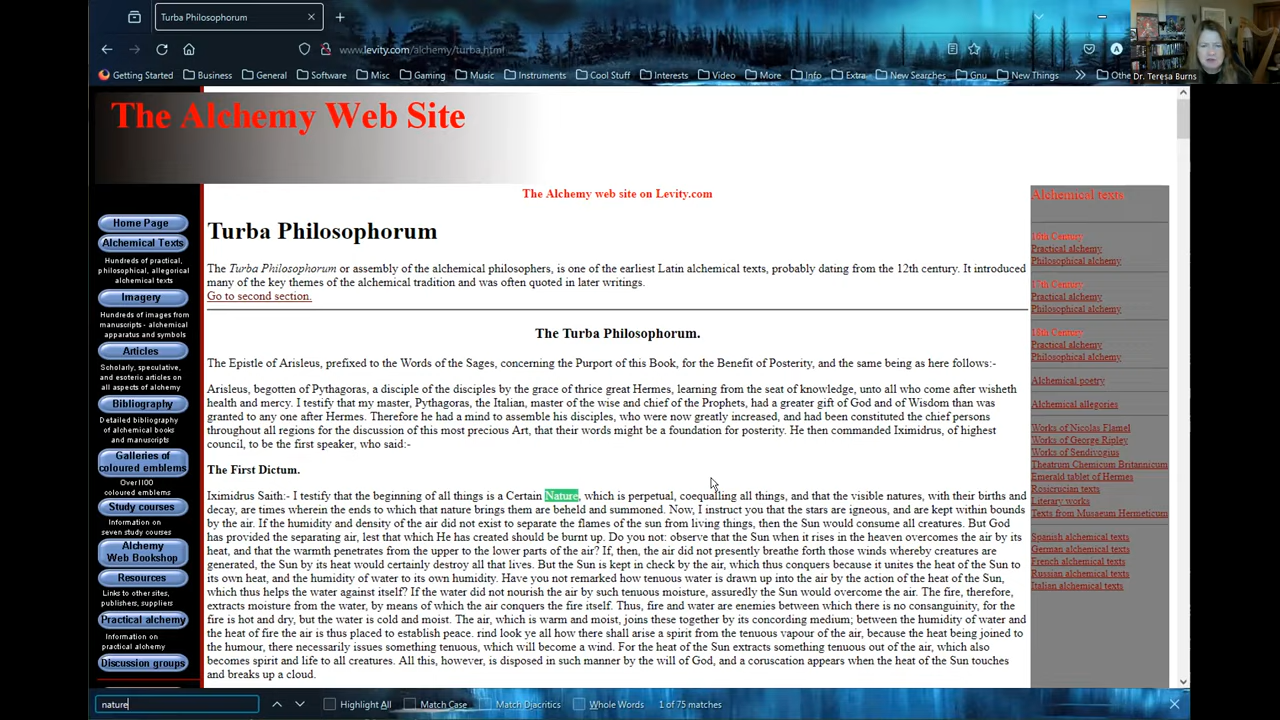 Turba Philosophorum
www.levity.com/alchemy/turba.html
Getting Started Business General Software Misc Gaming Music Instruments Cool Stuff Interests Video More Info Extra New Searches Gnu New Things Othe
Dr. Teresa Burns
The Alchemy Web Site
The Alchemy web site on Levity.com
Home Page
Alchemical Texts
Hundreds of practical,
philosophical, allegorical
alchemical texts
Imagery
Hundreds of images from
manuscripts - alchemical
apparatus and symbols
Articles
Scholarly, speculative,
and esoteric articles on
all aspects of alchemy
Bibliography
Detailed bibliography
of alchemical books
and manuscripts
Galleries of
coloured emblems
Over1100
coloured emblems
Study courses
Information on
seven study courses
Alchemy
Web Bookshop
Resources
Links to other sites,
suppliers, publishers
Practical alchemy
Information on
practical alchemy
Discussion groups
Turba Philosophorum
The Turba Philosophorum or assembly of the alchemical philosophers, is one of the earliest Latin alchemical texts, probably dating from the 12th century. It introduced
many of the key themes of the alchemical tradition and was often quoted in later writings.
Go to second section.
The Turba Philosophorum.
The Epistle of Arisleus, prefixed to the Words of the Sages, concerning the Purport of this Book, for the Benefit of Posterity, and the same being as here follows:-
Arisleus, begotten of Pythagoras, a disciple of the disciples by the grace of thrice great Hermes, learning from the seat of knowledge, unto all who come after wisheth
health and mercy. I testify that my master, Pythagoras, the Italian, master of the wise and chief of the Prophets, had a greater gift of God and of Wisdom than was
granted to any one after Hermes. Therefore he had a mind to assemble his disciples, who were now greatly increased, and had been constituted the chief persons
throughout all regions for the discussion of this most precious Art, that their words might be a foundation for posterity. He then commanded Iximidrus, of highest
council, to be the first speaker, who said:-
The First Dictum.
Iximidrus Saith:- I testify that the beginning of all things is a Certain Nature, which is perpetual, coequalling all things, and that the visible natures, with their births and
decay, are times wherein the ends to which that nature brings them are beheld and summoned. Now, I instruct you that the stars are igneous, and are kept within bounds
by the air. If the humidity and density of the air did not exist to separate the flames of the sun from living things, then the Sun would consume all creatures. But God
has provided the separating air, lest that which He has created should be burnt up. Do you not: observe that the Sun when it rises in the heaven overcomes the air by its
heat, and that the warmth penetrates from the upper to the lower parts of the air? If, then, the air did not presently breathe forth those winds whereby creatures are
generated, the Sun by its heat would certainly destroy all that lives. But the Sun is kept in check by the air, which thus conquers because it unites the heat of the Sun to
its own heat, and the humidity of water to its own humidity. Have you not remarked how tenuous water is drawn up into the air by the action of the heat of the Sun,
which thus helps the water against itself? If the water did not nourish the air by such tenuous moisture, assuredly the Sun would overcome the air. The fire, therefore,
extracts moisture from the water, by means of which the air conquers the fire itself. Thus, fire and water are enemies between which there is no consanguinity, for the
fire is hot and dry, but the water is cold and moist. The air, which is warm and moist, joins these together by its concording medium; between the humidity of water and
the heat of fire the air is thus placed to establish peace. rind look ye all how there shall arise a spirit from the tenuous vapour of the air, because the heat being joined to
the humour, there necessarily issues something tenuous, which will become a wind. For the heat of the Sun extracts something tenuous out of the air, which also
becomes spirit and life to all creatures. All this, however, is disposed in such manner by the will of God, and a coruscation appears when the heat of the Sun touches
and breaks up a cloud.
Alchemical texts
16th Century:
Practical alchemy
Philosophical alchemy
17th Century:
Practical alchemy
Philosophical alchemy
18th Century:
Practical alchemy
Philosophical alchemy
Alchemical poetry
Alchemical allegories
Works of Nicolas Flamel
Works of George Ripley
Works of Sendivogius
Theatrum Chemicum Britannicum
Emerald tablet of Hermes
Rosicrucian texts
Literary works
Texts from Musaeum Hermeticum
Spanish alchemical texts
German alchemical texts
French alchemical texts
Russian alchemical texts
Italian alchemical texts
nature Highlight All Match Case Match Diacritics Whole Words 1 of 75 matches